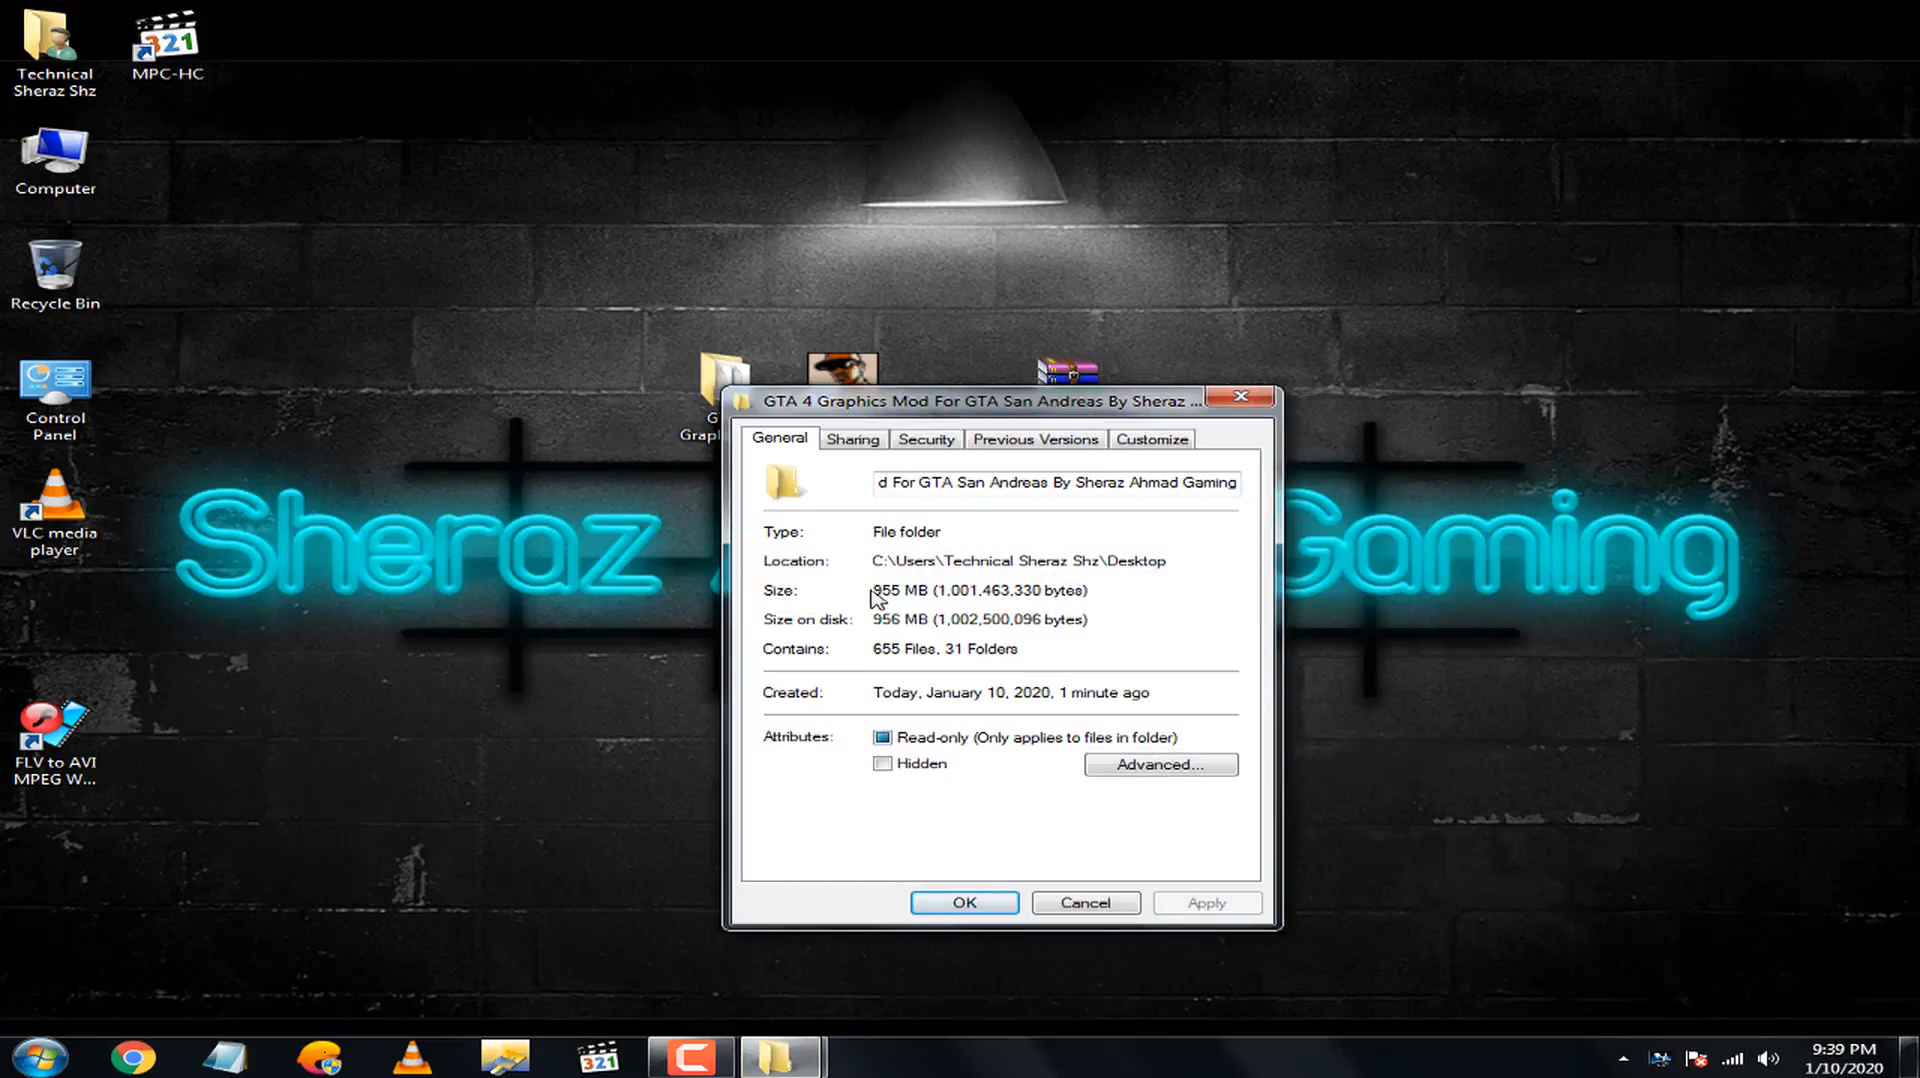 Technical
Sheraz Shz
321
MPC-HC
Computer
Recycle Bin
Control
Panel
VLC media
player
FLV to AVI
MPEG W...
Sheraz
Gaming
GTA 4 Graphics Mod For GTA San Andreas By Sheraz ...
General
Sharing
Security
Previous Versions
Customize
d For GTA San Andreas By Sheraz Ahmad Gaming
Type: File folder
Location: C:\Users\Technical Sheraz Shz\Desktop
Size: 955 MB (1,001,463,330 bytes)
Size on disk: 956 MB (1,002,500,096 bytes)
Contains: 655 Files, 31 Folders
Created: Today, January 10, 2020, 1 minute ago
Attributes: Read-only (Only applies to files in folder)
Hidden
Advanced...
OK
Cancel
Apply
321
9:39 PM
1/10/2020